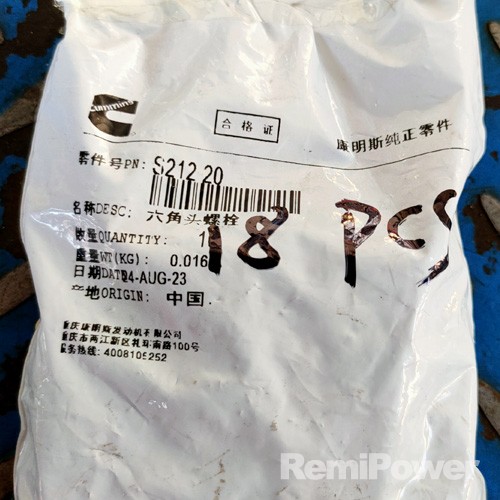 cummins
合格证
康明斯纯正零件
零件号PN: S212 20
名称DESC: 六角头螺栓
数量QUANTITY: 1
18 PCS
重量WT(KG): 0.016
日期DATE 04-AUG-23
产地ORIGIN: 中国.
重庆康明斯发动机有限公司
重庆市两江新区礼环南路100号
服务热线: 4008105252
RemiPower